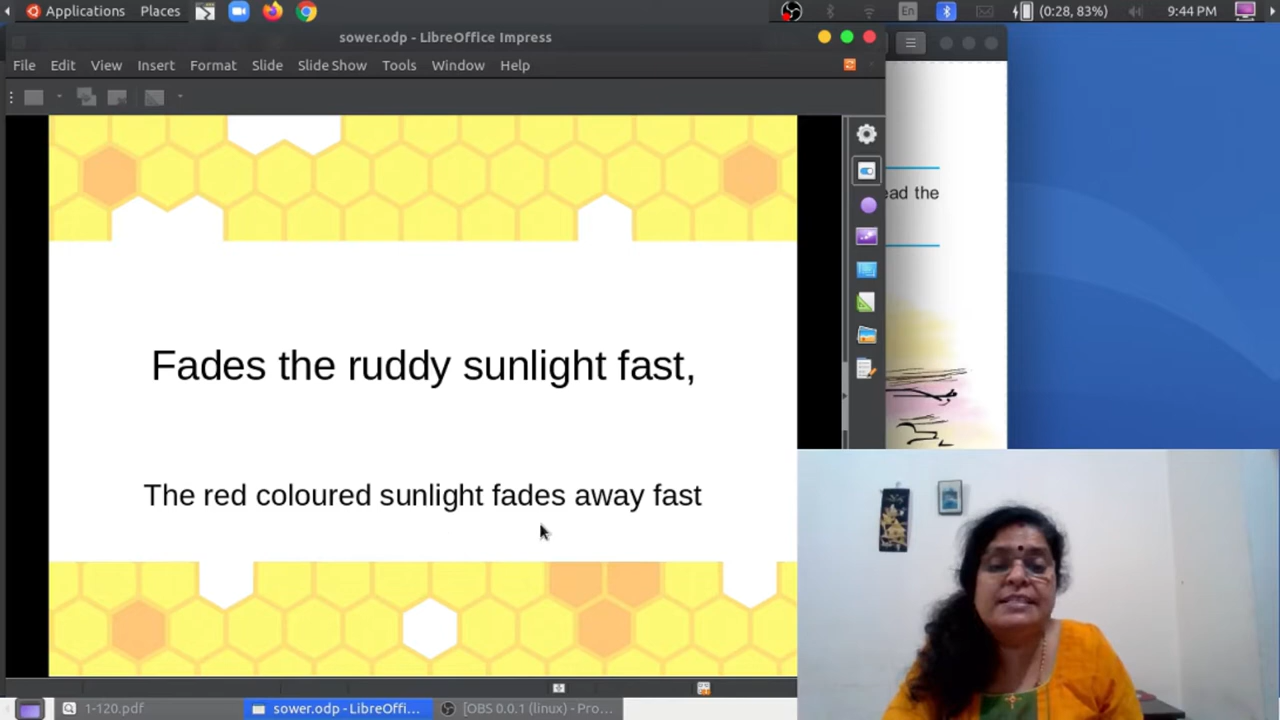 Applications Places En (0:28, 83%) 9:44 PM
sower.odp - LibreOffice Impress
File Edit View Insert Format Slide Slide Show Tools Window Help
ead the
Fades the ruddy sunlight fast,
The red coloured sunlight fades away fast
1-120.pdf sower.odp - LibreOffi... [OBS 0.0.1 (linux) - Pro...